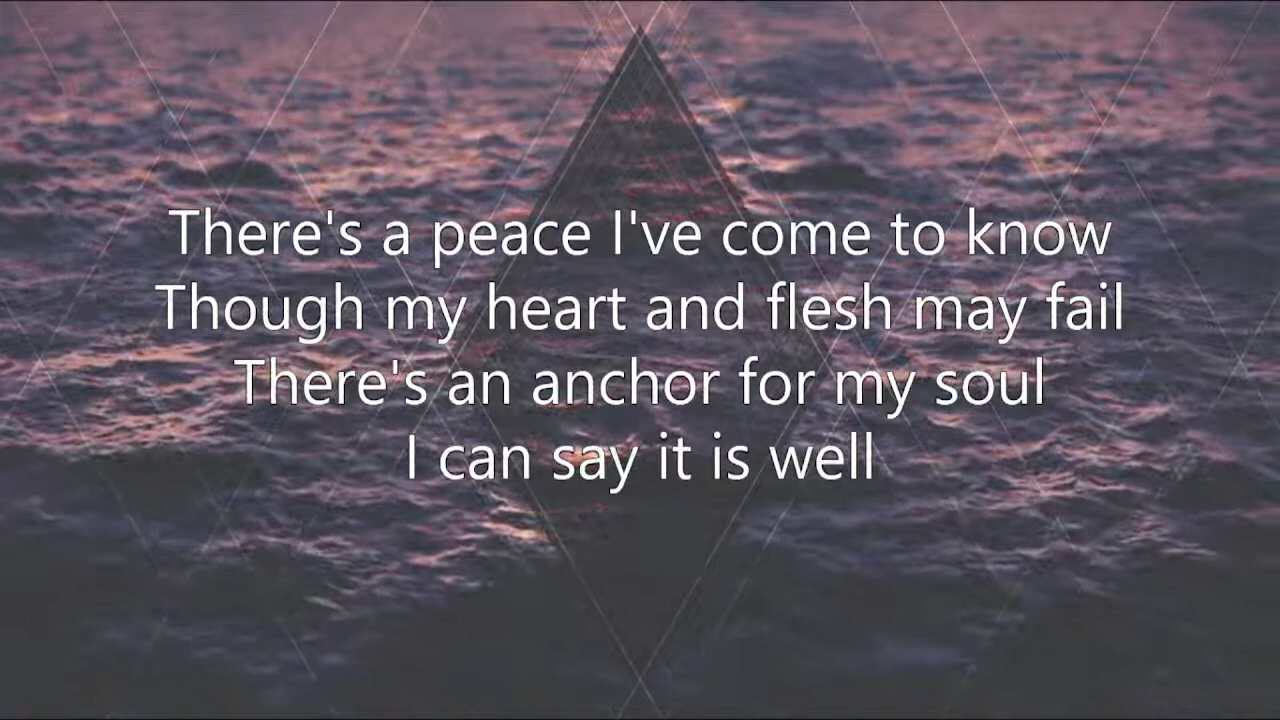 There's a peace I've come to know
Though my heart and flesh may fail
There's an anchor for my soul
I can say it is well